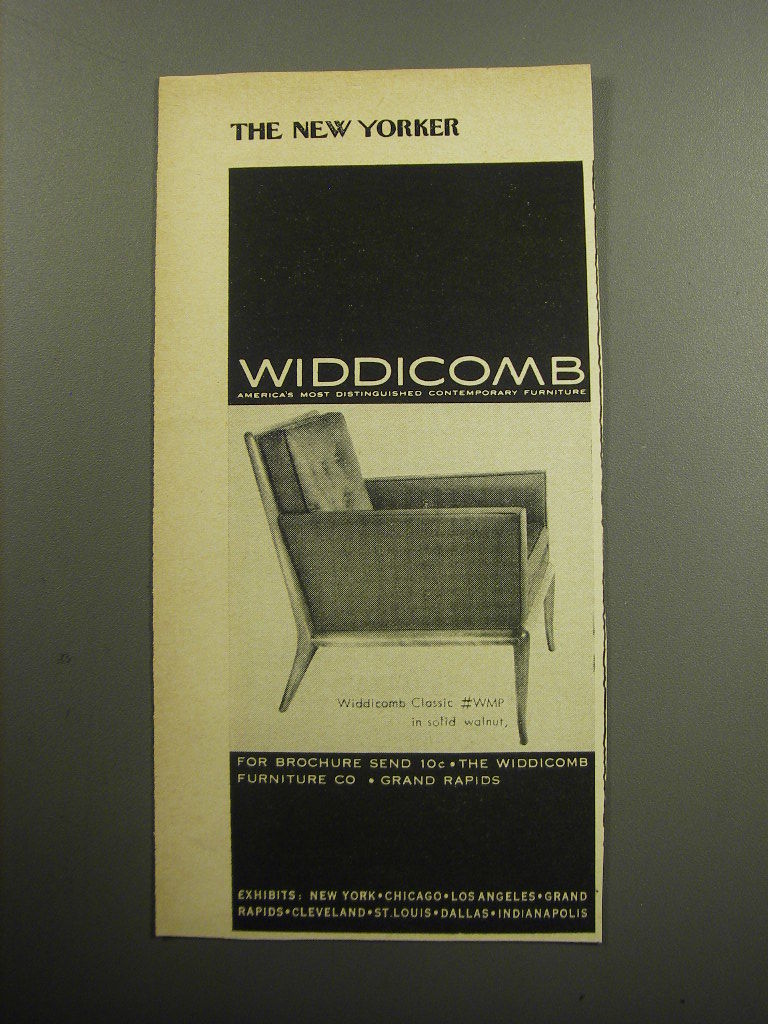 THE NEW YORKER
WIDDICOMB
AMERICA'S MOST DISTINGUISHED CONTEMPORARY FURNITURE
Widdicomb Classic #WMP
in solid walnut,
FOR BROCHURE SEND 10c • THE WIDDICOMB
FURNITURE CO • GRAND RAPIDS
EXHIBITS: NEW YORK • CHICAGO • LOS ANGELES • GRAND
RAPIDS • CLEVELAND • ST. LOUIS • DALLAS • INDIANAPOLIS